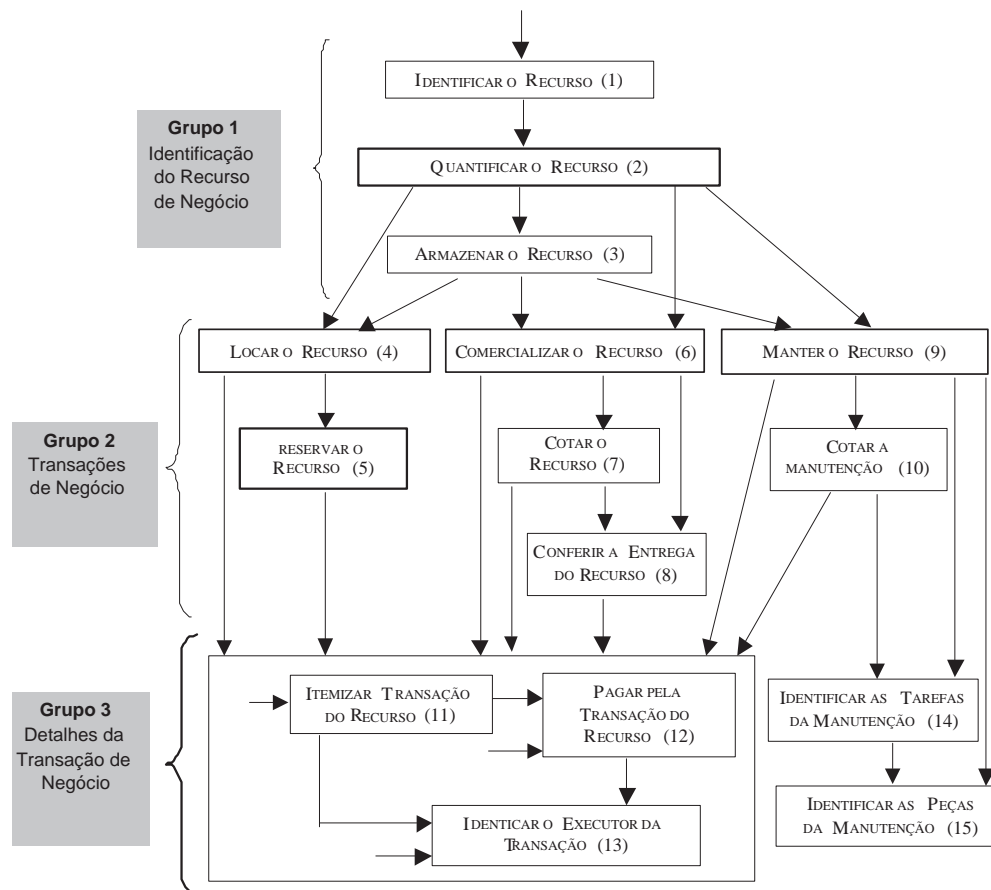 IDENTIFICAR O RECURSO (1)
Grupo 1
Identificação
do Recurso
de Negócio
QUANTIFICAR O RECURSO (2)
ARMAZENAR O RECURSO (3)
LOCAR O RECURSO (4)
COMERCIALIZAR O RECURSO (6)
MANTER O RECURSO (9)
Grupo 2
Transações
de Negócio
RESERVAR O
RECURSO (5)
COTAR O
RECURSO (7)
COTAR A
MANUTENÇÃO (10)
CONFERIR A ENTREGA
DO RECURSO (8)
Grupo 3
Detalhes da
Transação de
Negócio
ITEMIZAR TRANSAÇÃO
DO RECURSO (11)
PAGAR PELA
TRANSAÇÃO DO
RECURSO (12)
IDENTIFICAR AS TAREFAS
DA MANUTENÇÃO (14)
IDENTICAR O EXECUTOR DA
TRANSAÇÃO (13)
IDENTIFICAR AS PEÇAS
DA MANUTENÇÃO (15)